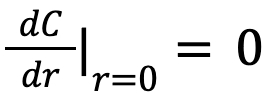 dC/dr|r=0 = 0